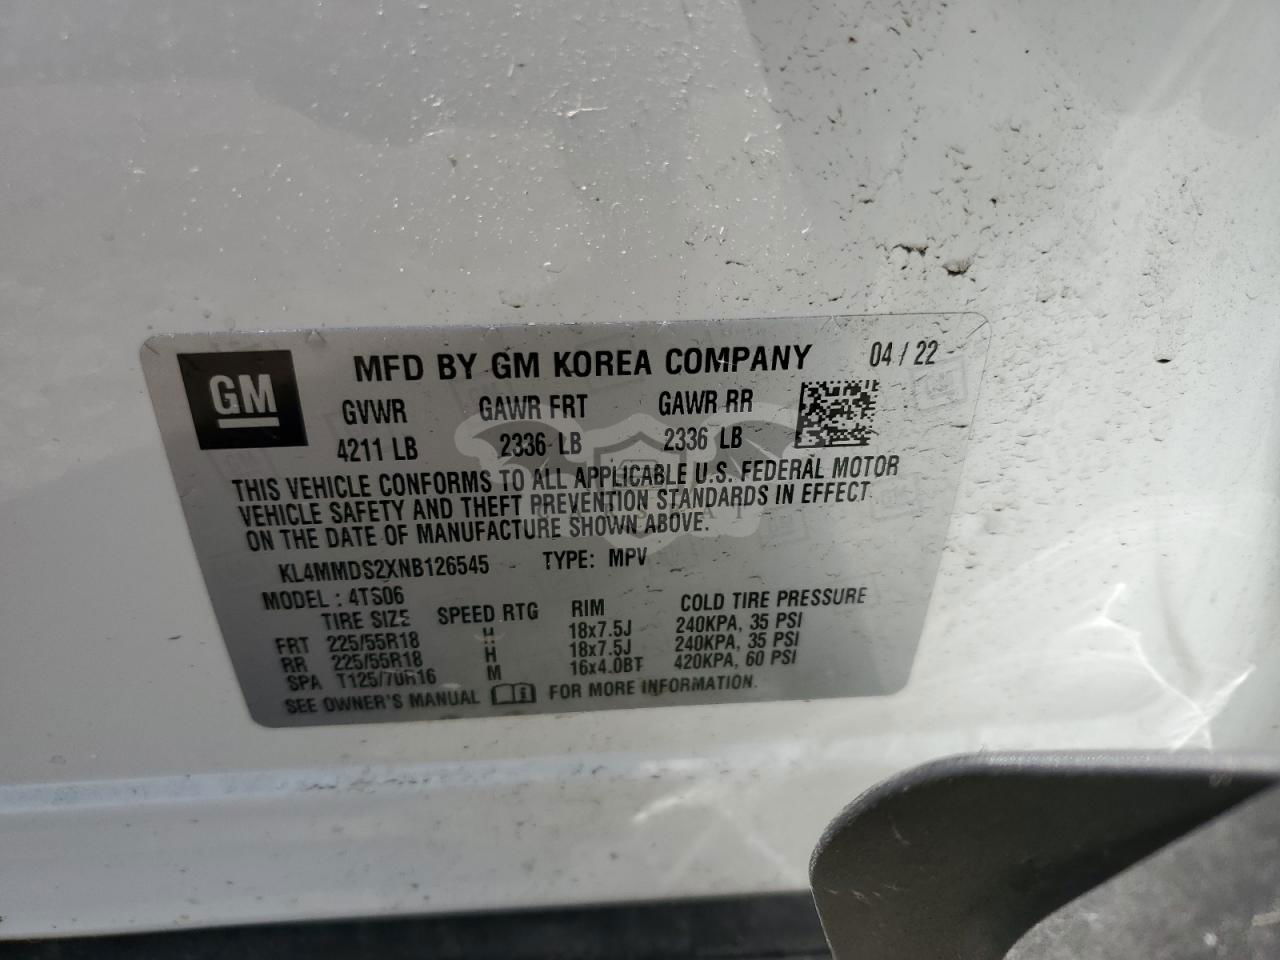 GM
MFD BY GM KOREA COMPANY 04 / 22
GVWR GAWR FRT GAWR RR
4211 LB 2336 LB 2336 LB
THIS VEHICLE CONFORMS TO ALL APPLICABLE U.S. FEDERAL MOTOR
VEHICLE SAFETY AND THEFT PREVENTION STANDARDS IN EFFECT
ON THE DATE OF MANUFACTURE SHOWN ABOVE.
KL4MMDS2XNB126545 TYPE: MPV
MODEL : 4TS06
TIRE SIZE SPEED RTG RIM COLD TIRE PRESSURE
FRT 225/55R18 H 18x7.5J 240KPA, 35 PSI
RR 225/55R18 H 18x7.5J 240KPA, 35 PSI
SPA T125/70R16 M 16x4.0BT 420KPA, 60 PSI
SEE OWNER'S MANUAL FOR MORE INFORMATION.